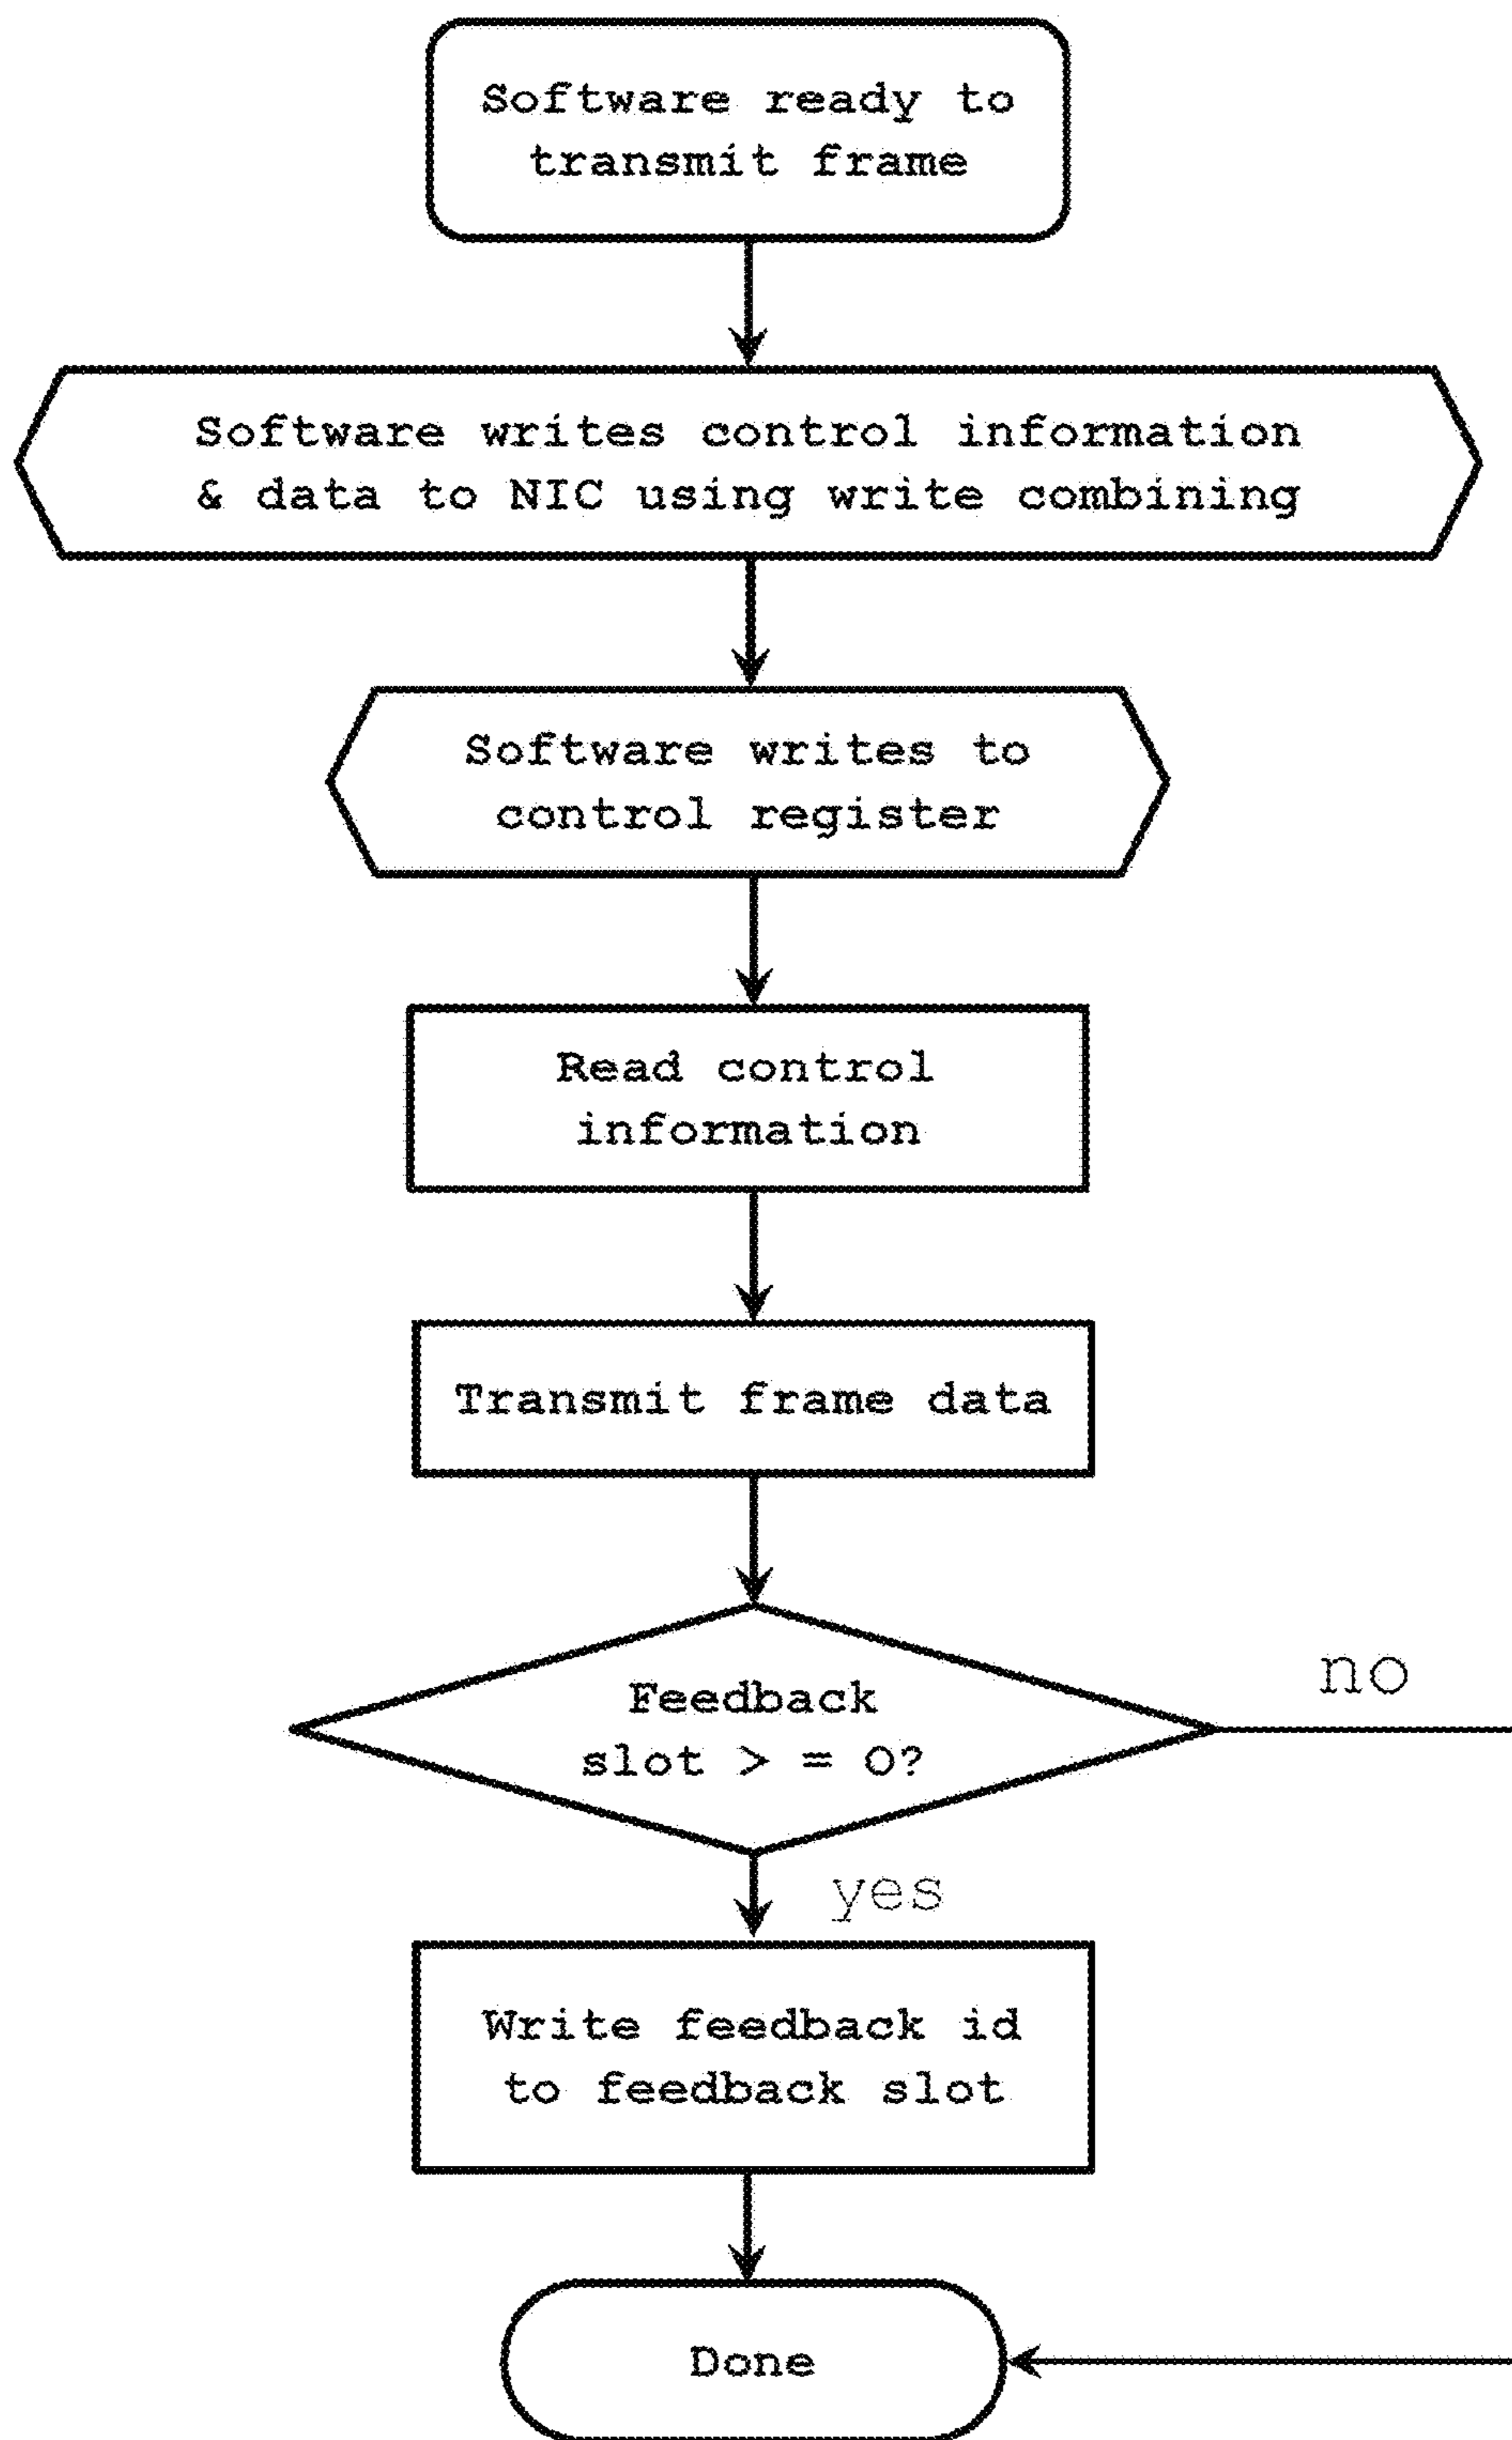 Software ready to
transmit frame
Software writes control information
& data to NIC using write combining
Software writes to
control register
Read control
information
Transmit frame data
Feedback
slot > = 0?
no
yes
Write feedback id
to feedback slot
Done